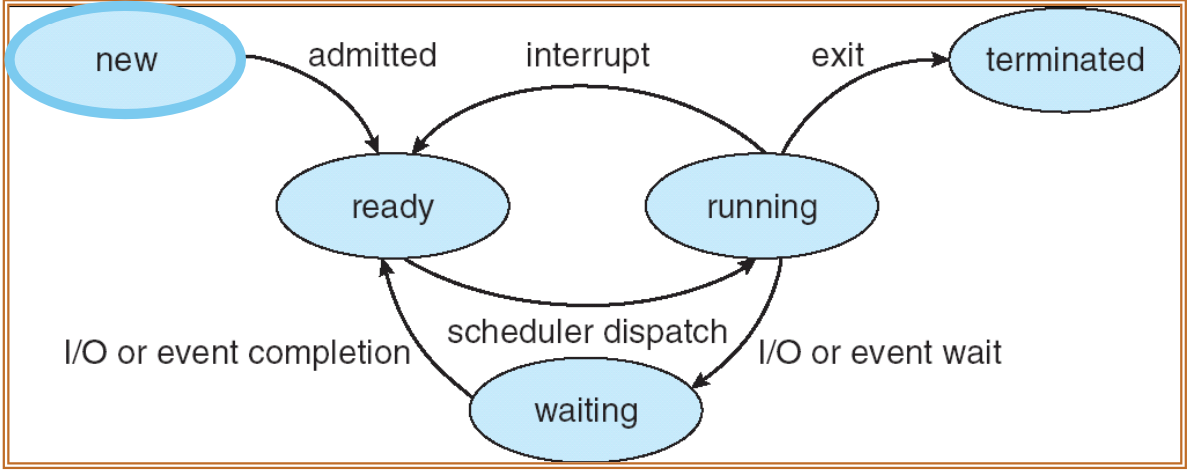 new
admitted
interrupt
exit
terminated
ready
running
scheduler dispatch
I/O or event completion
I/O or event wait
waiting